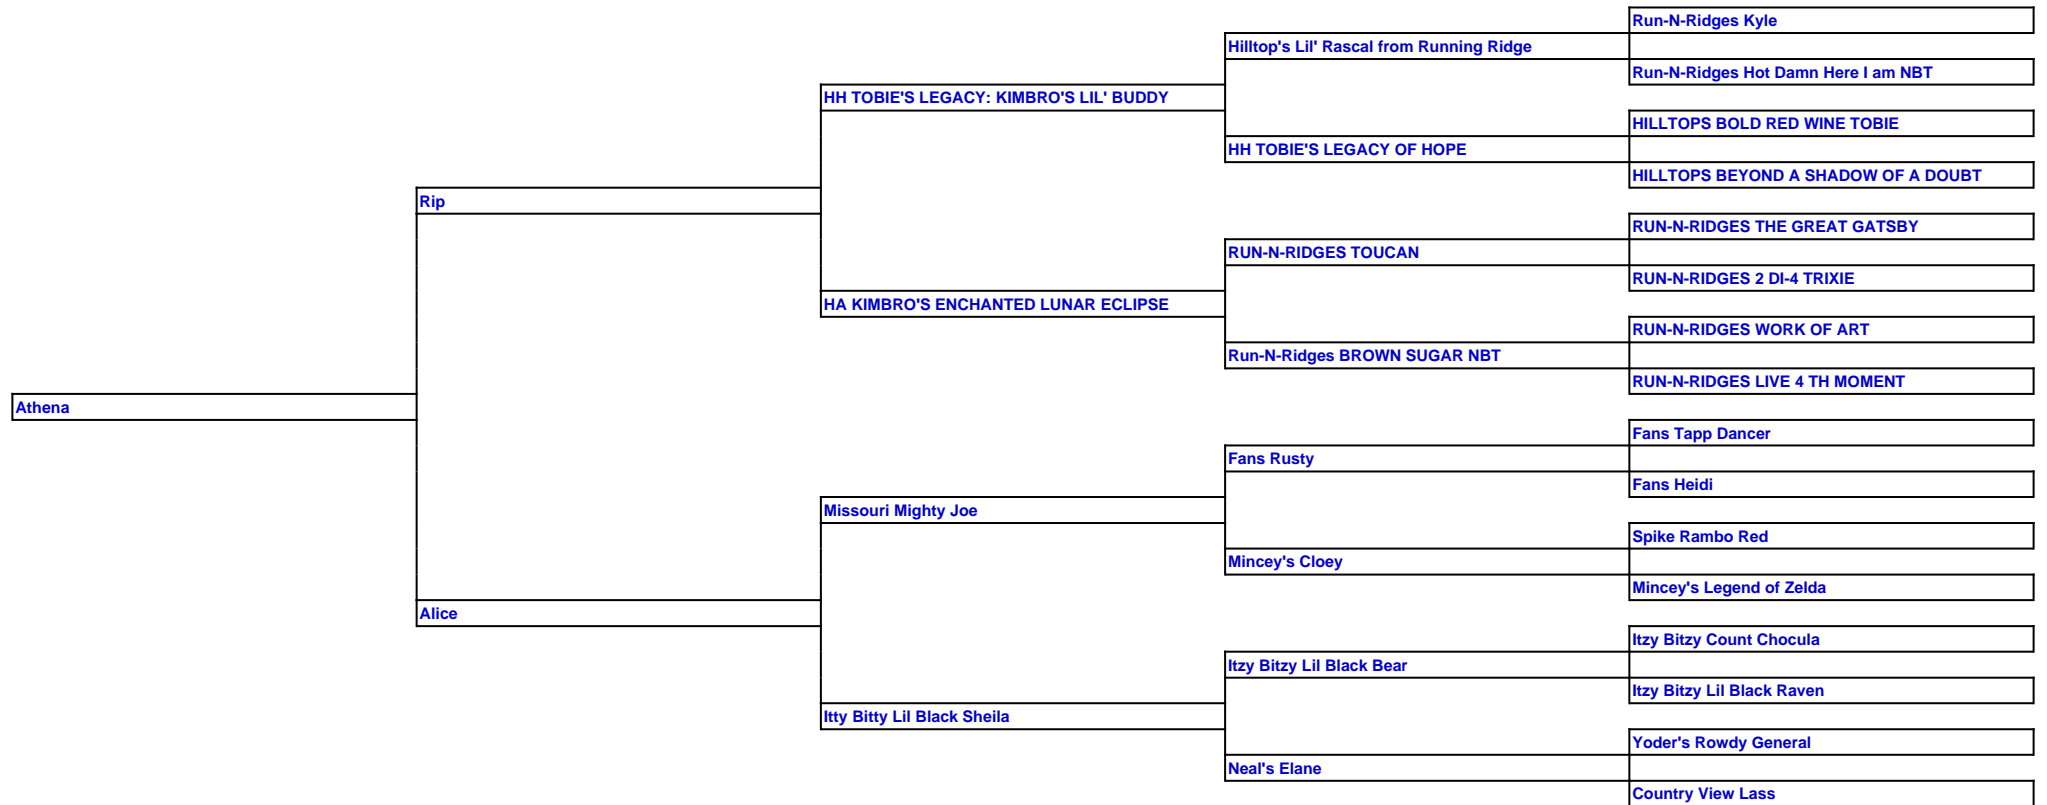 Run-N-Ridges Kyle
Hilltop's Lil' Rascal from Running Ridge
Run-N-Ridges Hot Damn Here I am NBT
HH TOBIE'S LEGACY: KIMBRO'S LIL' BUDDY
HILLTOPS BOLD RED WINE TOBIE
HH TOBIE'S LEGACY OF HOPE
HILLTOPS BEYOND A SHADOW OF A DOUBT
Rip
RUN-N-RIDGES THE GREAT GATSBY
RUN-N-RIDGES TOUCAN
RUN-N-RIDGES 2 DI-4 TRIXIE
HA KIMBRO'S ENCHANTED LUNAR ECLIPSE
RUN-N-RIDGES WORK OF ART
Run-N-Ridges BROWN SUGAR NBT
RUN-N-RIDGES LIVE 4 TH MOMENT
Athena
Fans Tapp Dancer
Fans Rusty
Fans Heidi
Missouri Mighty Joe
Spike Rambo Red
Mincey's Cloey
Mincey's Legend of Zelda
Alice
Itzy Bitzy Count Chocula
Itzy Bitzy Lil Black Bear
Itzy Bitzy Lil Black Raven
Itty Bitty Lil Black Sheila
Yoder's Rowdy General
Neal's Elane
Country View Lass